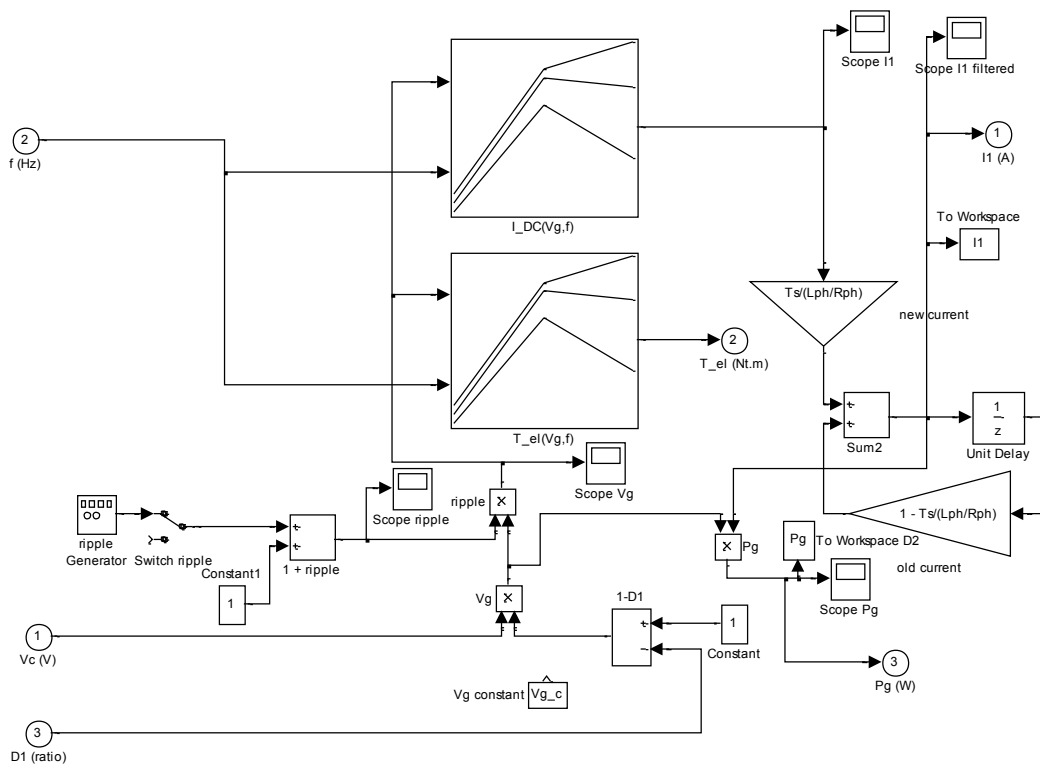 Scope I1
Scope I1 filtered
2
f (Hz)
1
I1 (A)
I_DC(Vg,f)
To Workspace
I1
Ts/(Lph/Rph)
new current
2
T_el (Nt.m)
T_el(Vg,f)
Sum2
1
z
Unit Delay
Scope Vg
ripple
x
Scope ripple
ripple
Generator
Switch ripple
1 + ripple
Constant1
1
1 - Ts/(Lph/Rph)
old current
x
Pg
Pg
To Workspace D2
Scope Pg
Vg
x
1-D1
1
Constant
1
Vc (V)
3
Pg (W)
Vg constant
Vg_c
3
D1 (ratio)